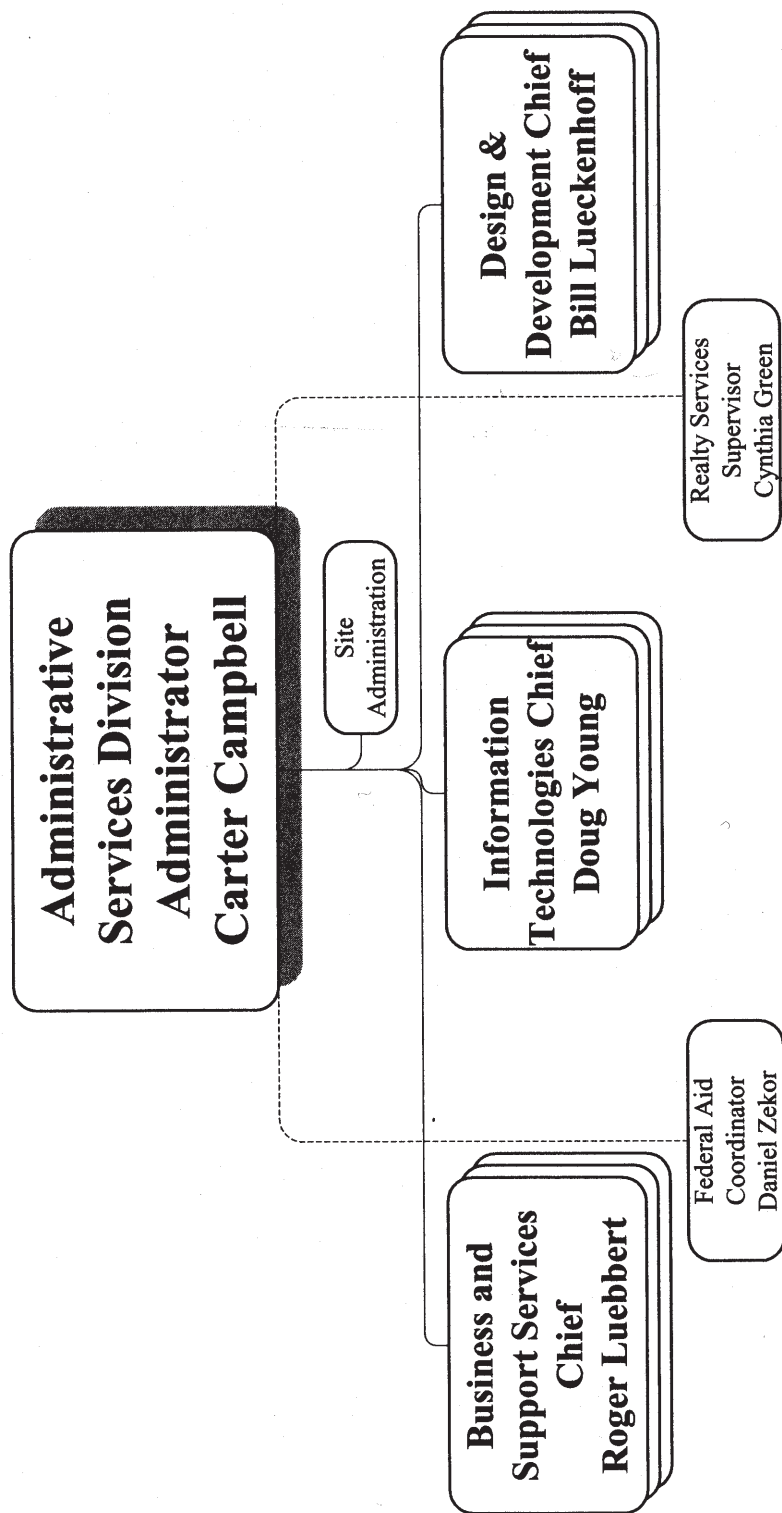 Administrative
Services Division
Administrator
Carter Campbell
Site
Administration
Business and
Support Services
Chief
Roger Luebbert
Information
Technologies Chief
Doug Young
Design &
Development Chief
Bill Lueckenhoff
Federal Aid
Coordinator
Daniel Zekor
Realty Services
Supervisor
Cynthia Green